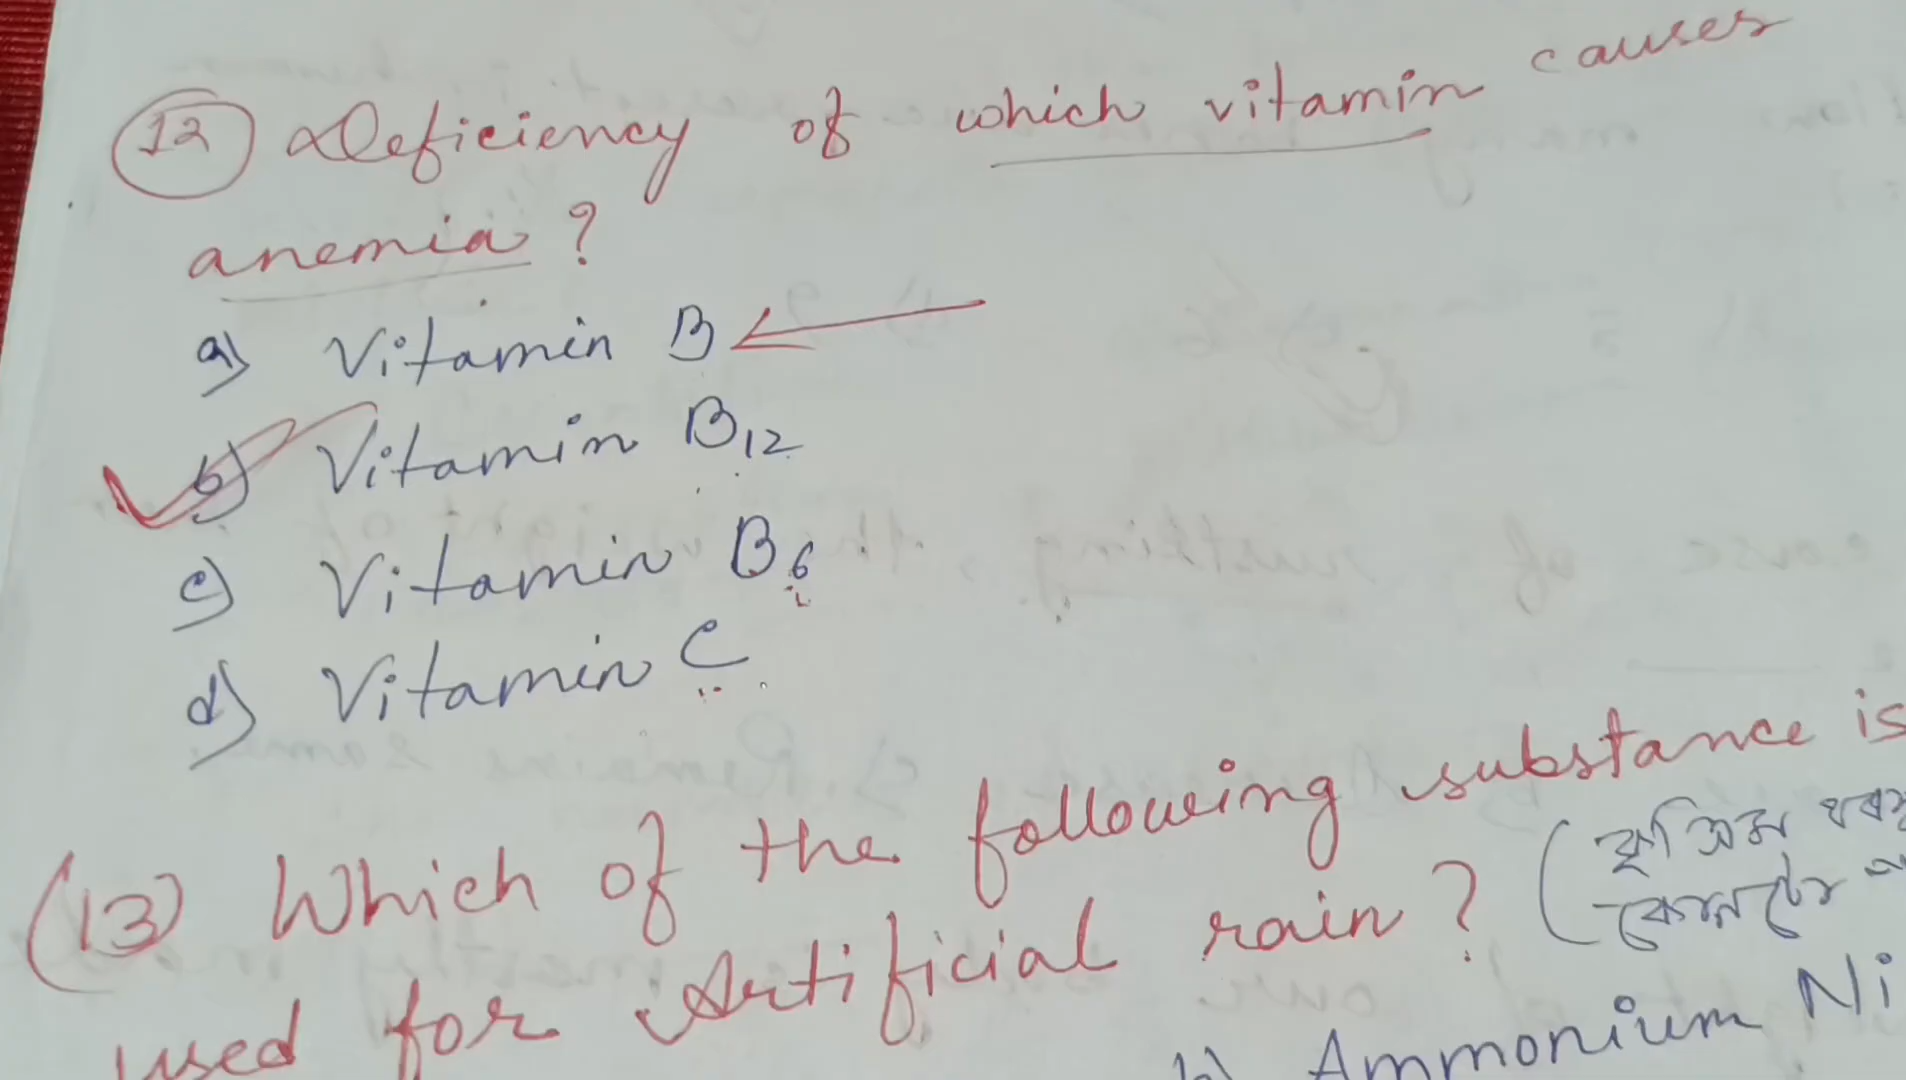 12 Deficiency of which vitamin causes
anemia ?
a) Vitamin B
b) Vitamin B12
c) Vitamin B6
d) Vitamin C
(13) Which of the following substance is
used for Artificial rain ? (কৃত্রিম
b) Ammonium Ni